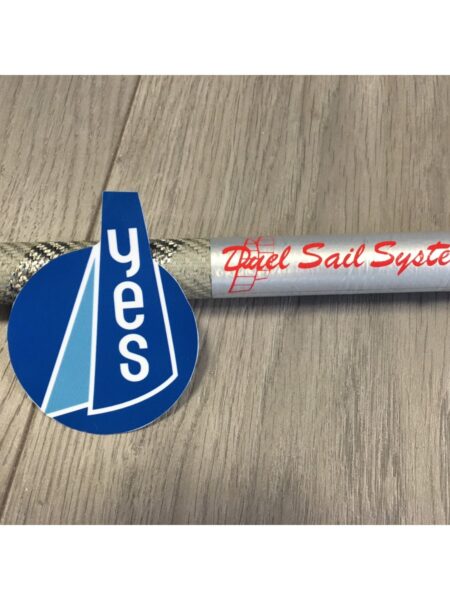 yes
Duel Sail Syste